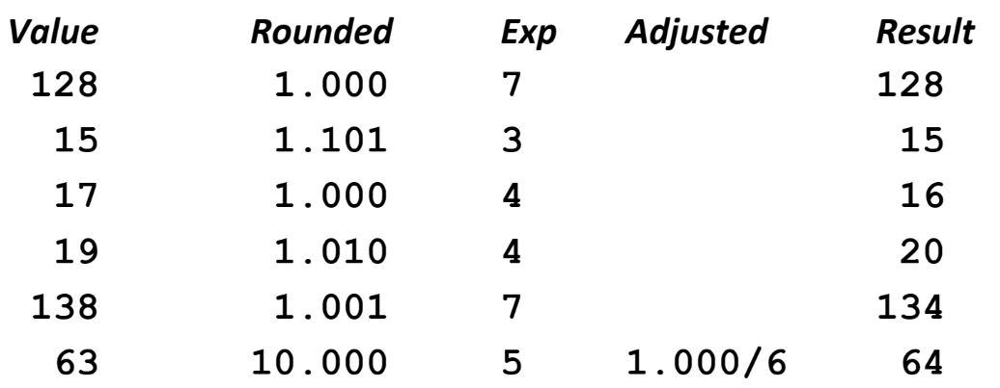 Value Rounded Exp Adjusted Result
128 1.000 7 128
15 1.101 3 15
17 1.000 4 16
19 1.010 4 20
138 1.001 7 134
63 10.000 5 1.000/6 64